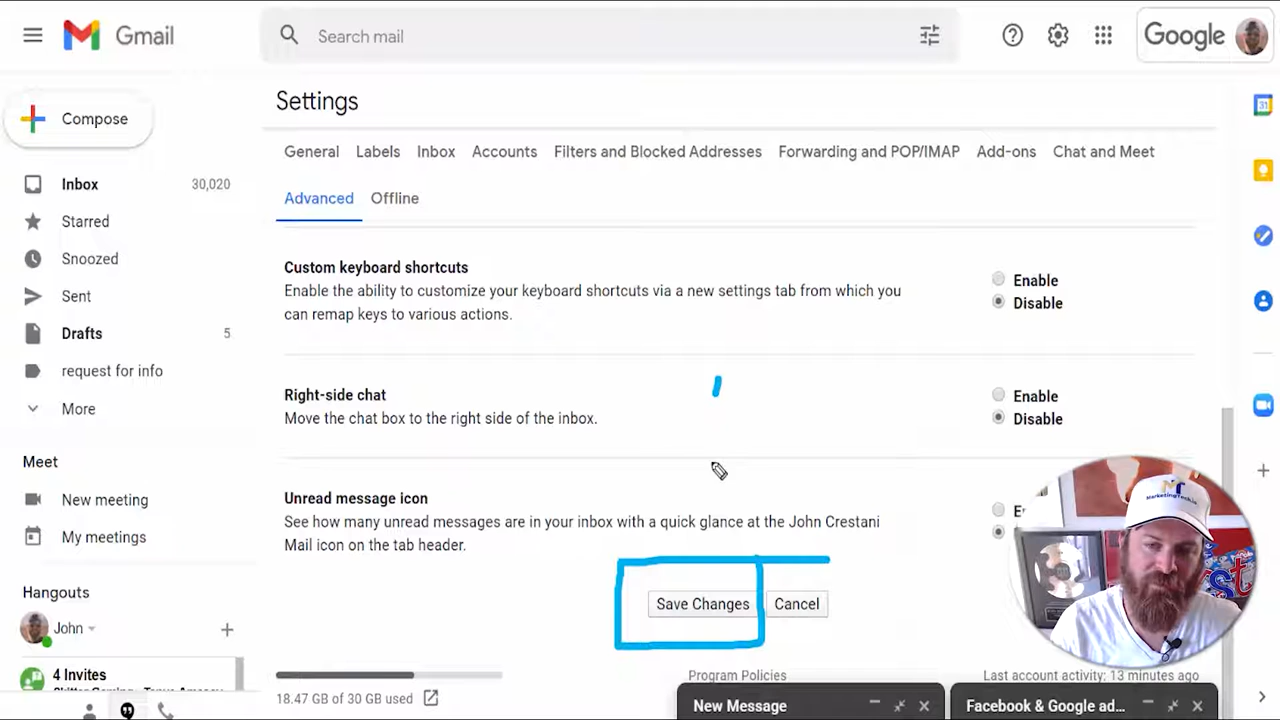 Gmail
Search mail
Google
Compose
Settings
General Labels Inbox Accounts Filters and Blocked Addresses Forwarding and POP/IMAP Add-ons Chat and Meet
Advanced Offline
Inbox 30,020
Starred
Snoozed
Sent
Drafts 5
request for info
More
Meet
New meeting
My meetings
Hangouts
John
4 Invites
Custom keyboard shortcuts
Enable the ability to customize your keyboard shortcuts via a new settings tab from which you
can remap keys to various actions.
Enable
Disable
Right-side chat
Move the chat box to the right side of the inbox.
Enable
Disable
Unread message icon
See how many unread messages are in your inbox with a quick glance at the John Crestani
Mail icon on the tab header.
Save Changes Cancel
18.47 GB of 30 GB used
Program Policies
Last account activity: 13 minutes ago
New Message
Facebook & Google ad...
31
MarketingTech.io